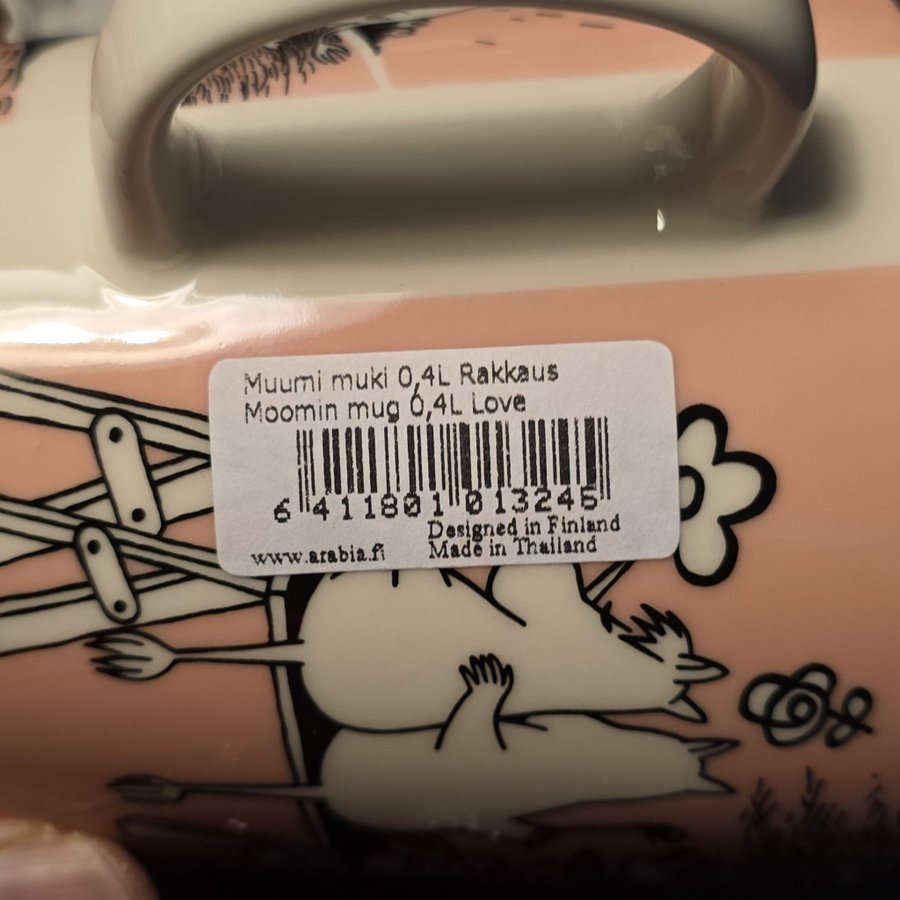 Muumi muki 0,4L Rakkaus
Moomin mug 0,4L Love
6 411801 013245
Designed in Finland
www.arabia.fi Made in Thailand